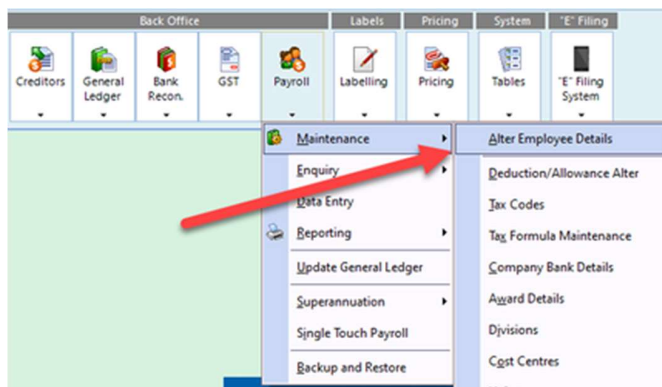 Back Office Labels Pricing System "E" Filing
Creditors General Ledger Bank Recon. GST Payroll Labelling Pricing Tables "E" Filing System
Maintenance
Enquiry
Data Entry
Reporting
Update General Ledger
Superannuation
Single Touch Payroll
Backup and Restore
Alter Employee Details
Deduction/Allowance Alter
Tax Codes
Tax Formula Maintenance
Company Bank Details
Award Details
Divisions
Cost Centres